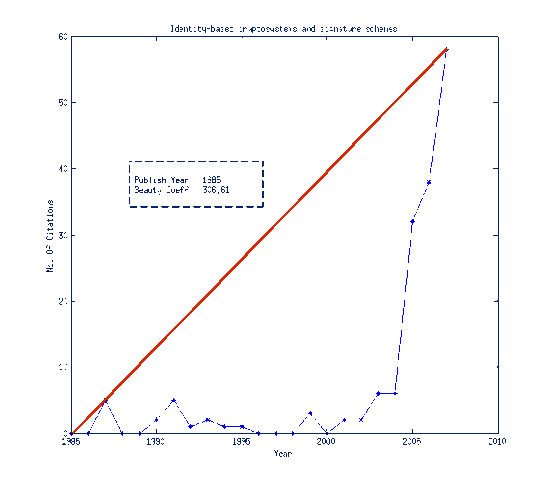 Identity-based cryptosystems and signature schemes
60
50
40
30
20
10
0
No. Of Citations
Publish Year 1985
Beauty Coeff 306,61
1985
1990
1995
2000
2005
2010
Year